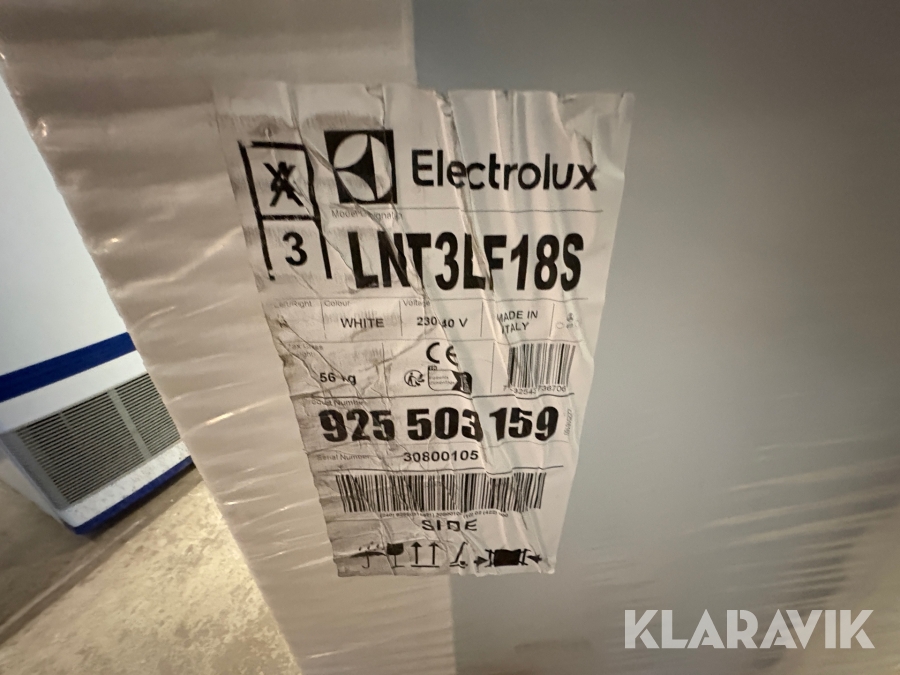 Electrolux
3
LNT3LF18S
Colour
WHITE
230
40 V
MADE IN
ITALY
CE
56 kg
925 503 159
Serial Number
30800105
SIDE
KLARAVIK